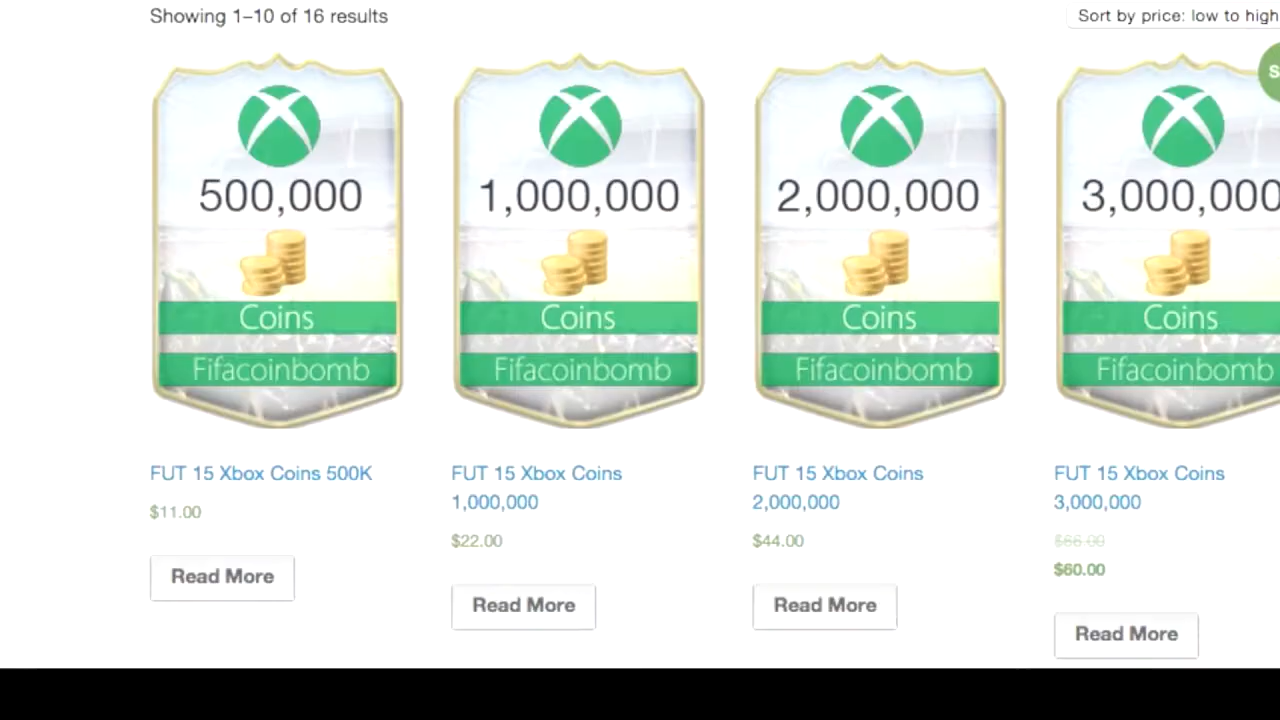 Showing 1–10 of 16 results
Sort by price: low to high
500,000
Coins
Fifacoinbomb
1,000,000
Coins
Fifacoinbomb
2,000,000
Coins
Fifacoinbomb
3,000,000
Coins
Fifacoinbomb
FUT 15 Xbox Coins 500K
$11.00
Read More
FUT 15 Xbox Coins
1,000,000
$22.00
Read More
FUT 15 Xbox Coins
2,000,000
$44.00
Read More
FUT 15 Xbox Coins
3,000,000
$66.00
$60.00
Read More